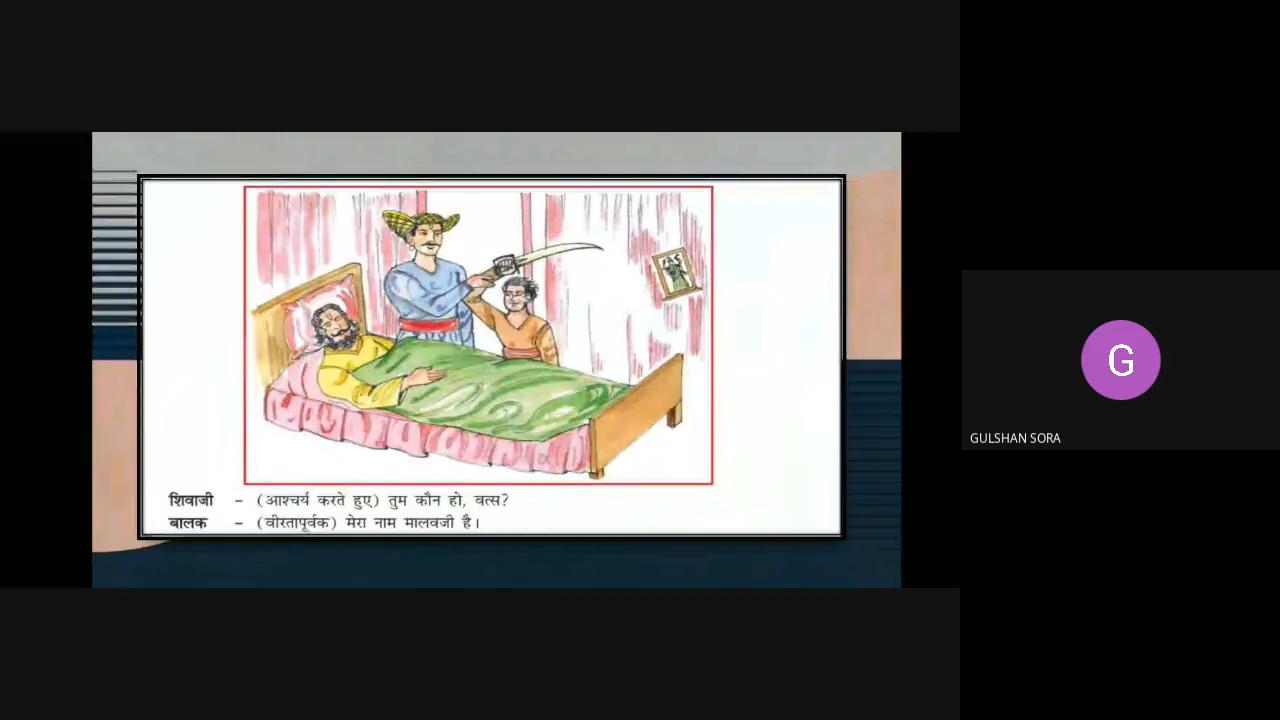 शिवाजी – (आश्चर्य करते हुए) तुम कौन हो, वत्स?
बालक – (वीरतापूर्वक) मेरा नाम मालवजी है।
G
GULSHAN SORA